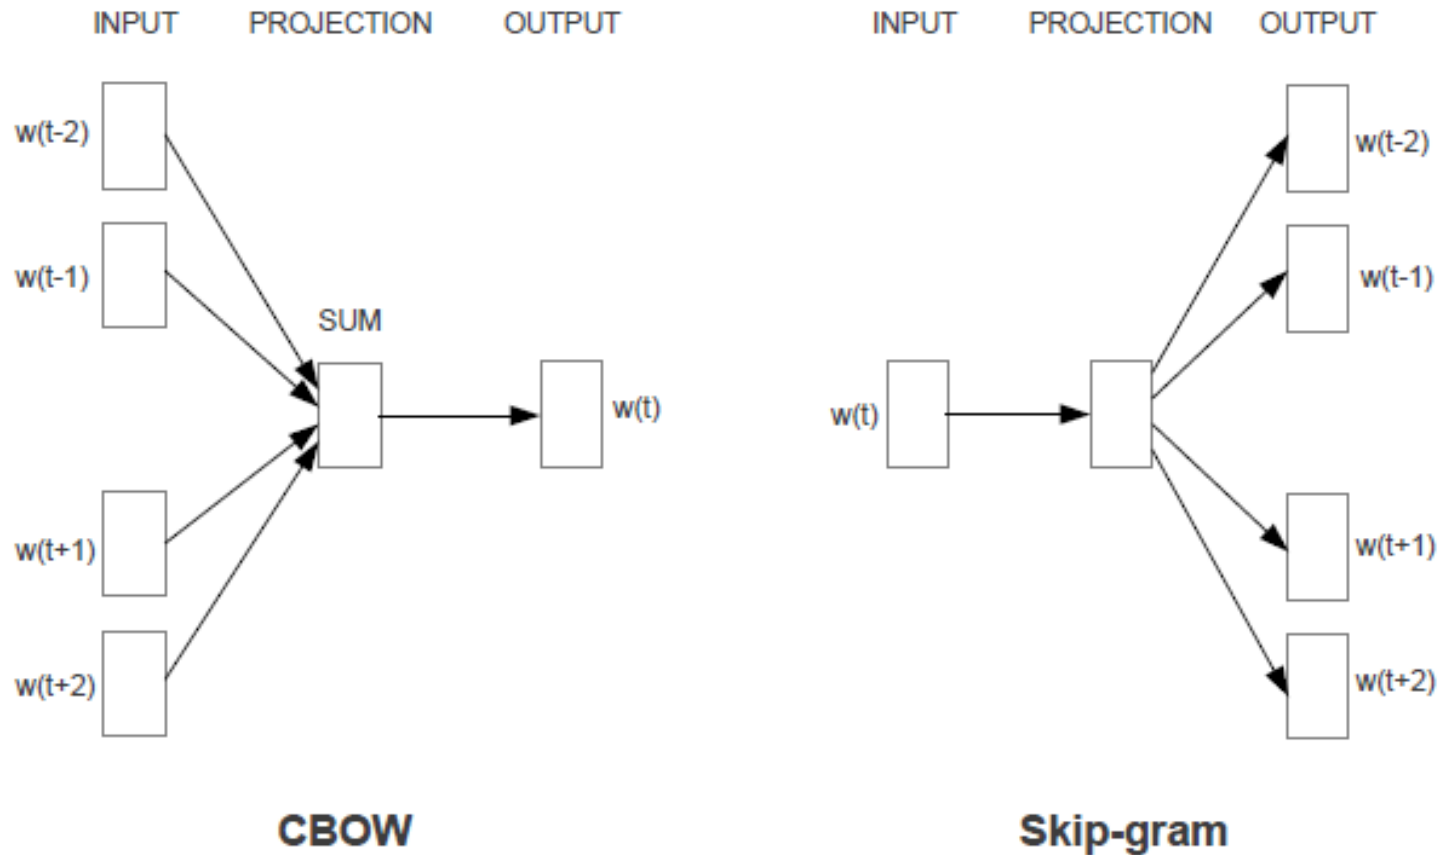 INPUT PROJECTION OUTPUT
w(t-2)
w(t-1)
SUM
w(t)
w(t+1)
w(t+2)
CBOW
INPUT PROJECTION OUTPUT
w(t-2)
w(t-1)
w(t)
w(t+1)
w(t+2)
Skip-gram